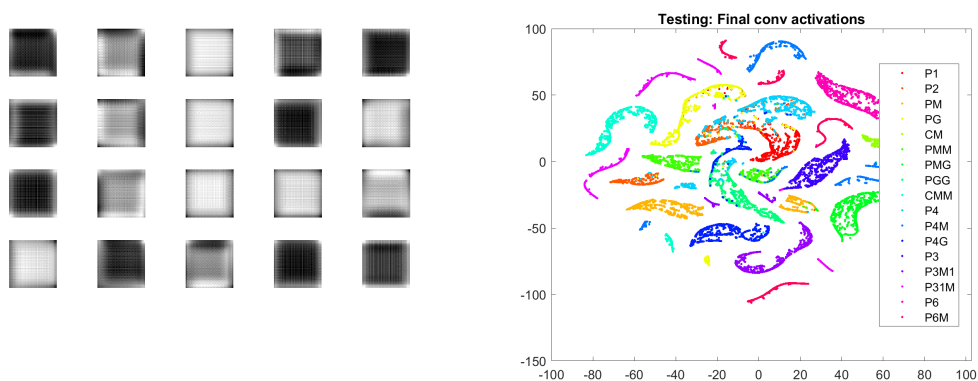 Testing: Final conv activations
100
50
0
-50
-100
-150
-100
-80
-60
-40
-20
0
20
40
60
80
100
P1
P2
PM
PG
CM
PMM
PMG
PGG
CMM
P4
P4M
P4G
P3
P3M1
P31M
P6
P6M